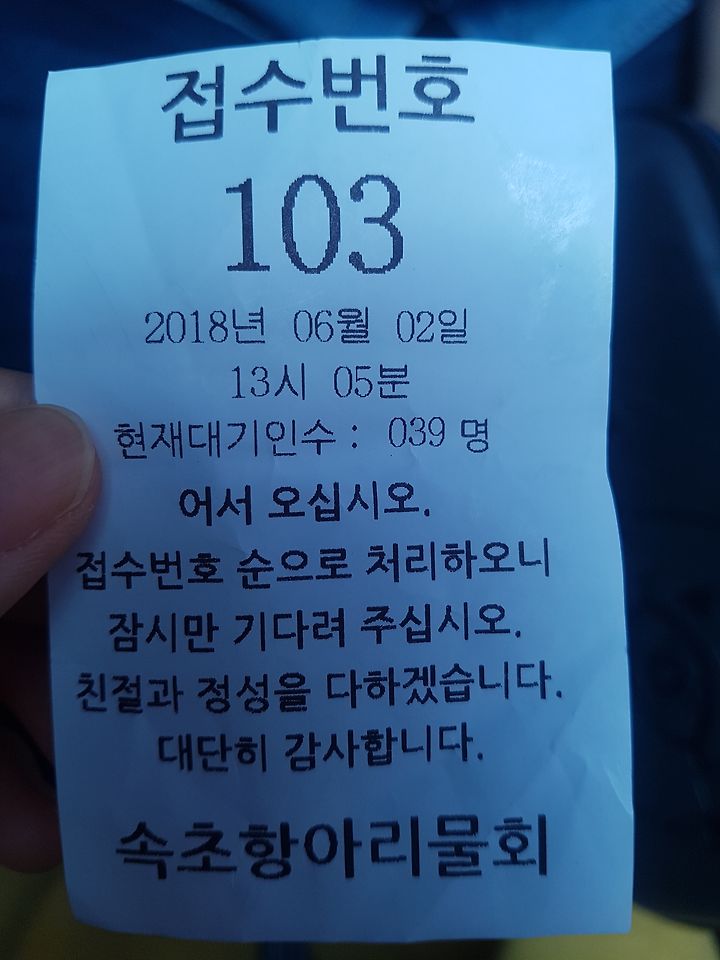 접수번호
103
2018년 06월 02일
13시 05분
현재대기인수 : 039 명
어서 오십시오.
접수번호 순으로 처리하오니
잠시만 기다려 주십시오.
친절과 정성을 다하겠습니다.
대단히 감사합니다.
속초항아리물회